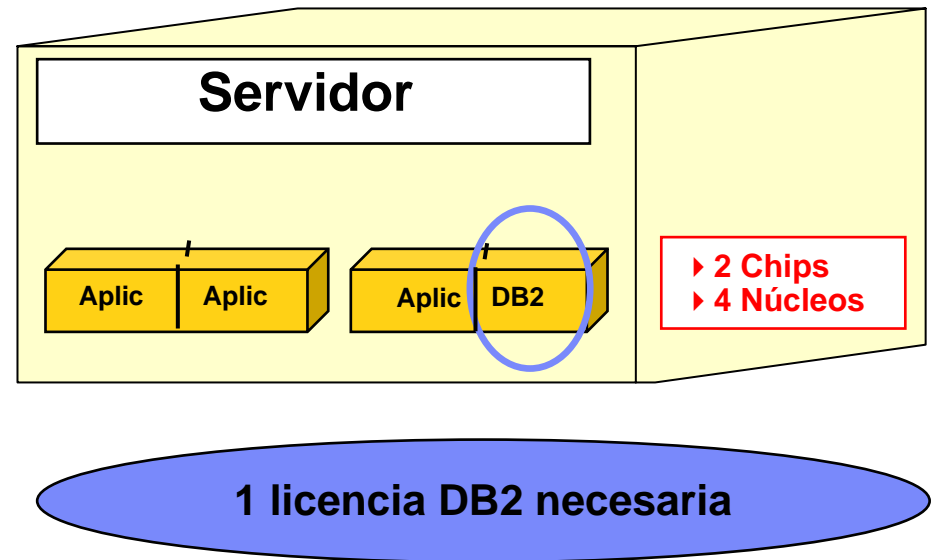 Servidor
Aplic Aplic
Aplic DB2
2 Chips
4 Núcleos
1 licencia DB2 necesaria